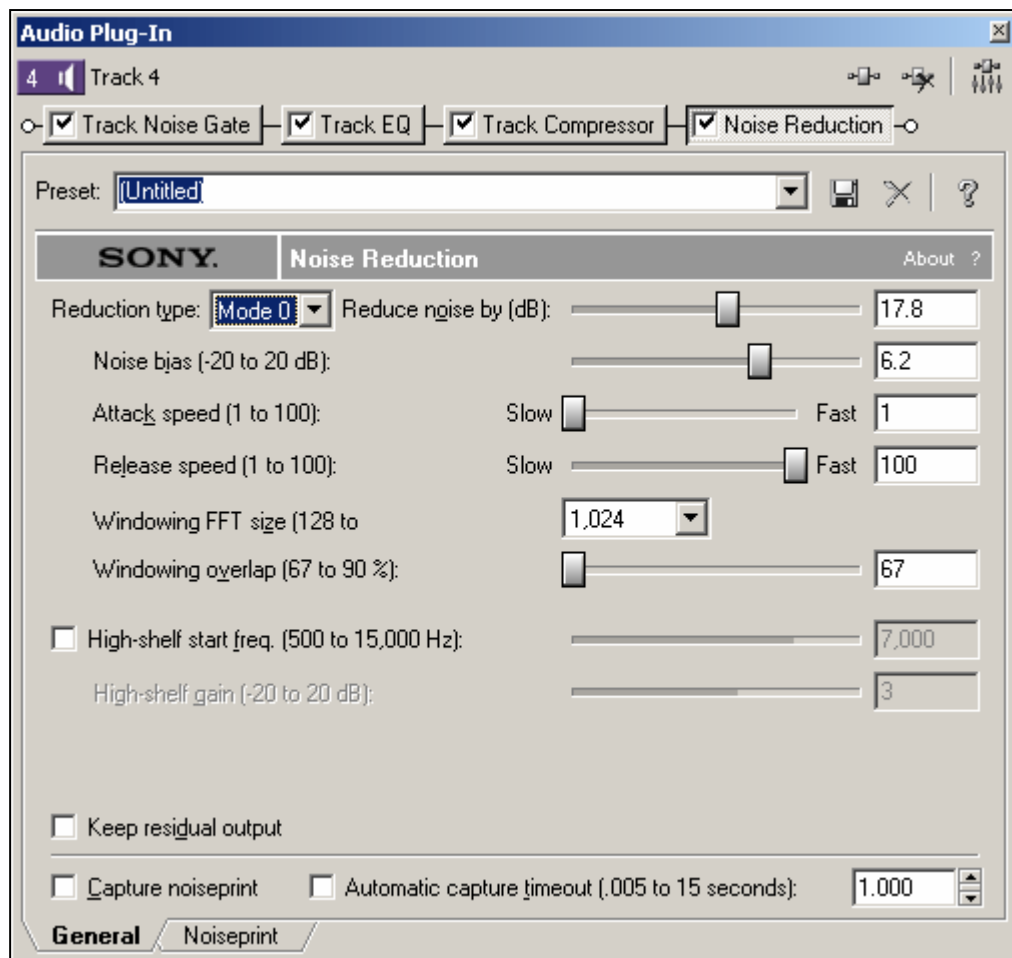 Audio Plug-In
4 Track 4
Track Noise Gate Track EQ Track Compressor Noise Reduction
Preset: (Untitled)
SONY. Noise Reduction About ?
Reduction type: Mode 0 Reduce noise by (dB): 17.8
Noise bias (-20 to 20 dB): 6.2
Attack speed (1 to 100): Slow Fast 1
Release speed (1 to 100): Slow Fast 100
Windowing FFT size (128 to 1,024
Windowing overlap (67 to 90 %): 67
High-shelf start freq. (500 to 15,000 Hz): 7,000
High-shelf gain (-20 to 20 dB): 3
Keep residual output
Capture noiseprint Automatic capture timeout (.005 to 15 seconds): 1.000
General Noiseprint